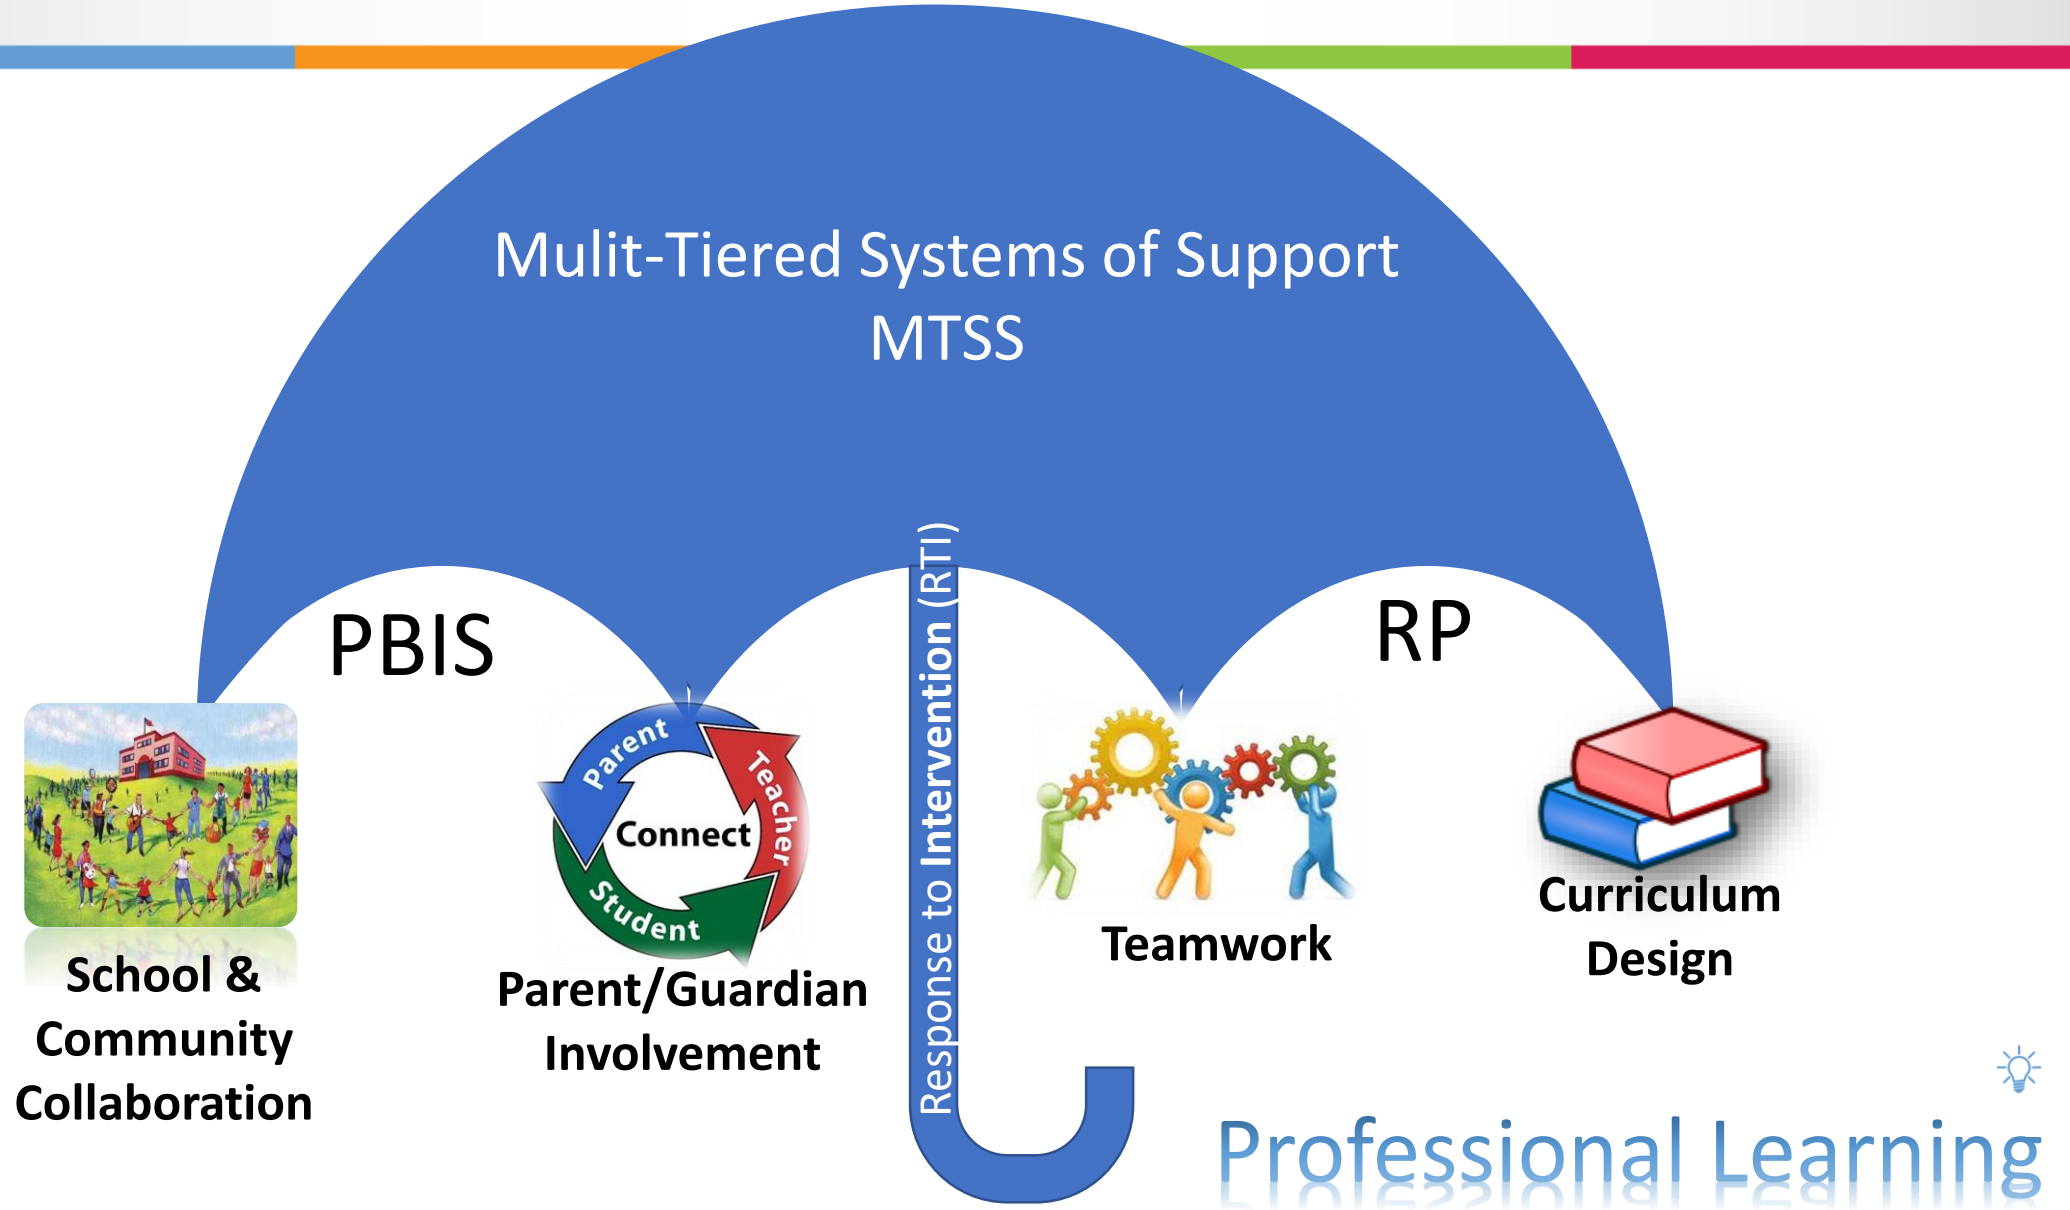 Mulit-Tiered Systems of Support
MTSS
PBIS
RP
Response to Intervention (RTI)
Parent
Teacher
Connect
Student
School &
Community
Collaboration
Parent/Guardian
Involvement
Teamwork
Curriculum
Design
Professional Learning